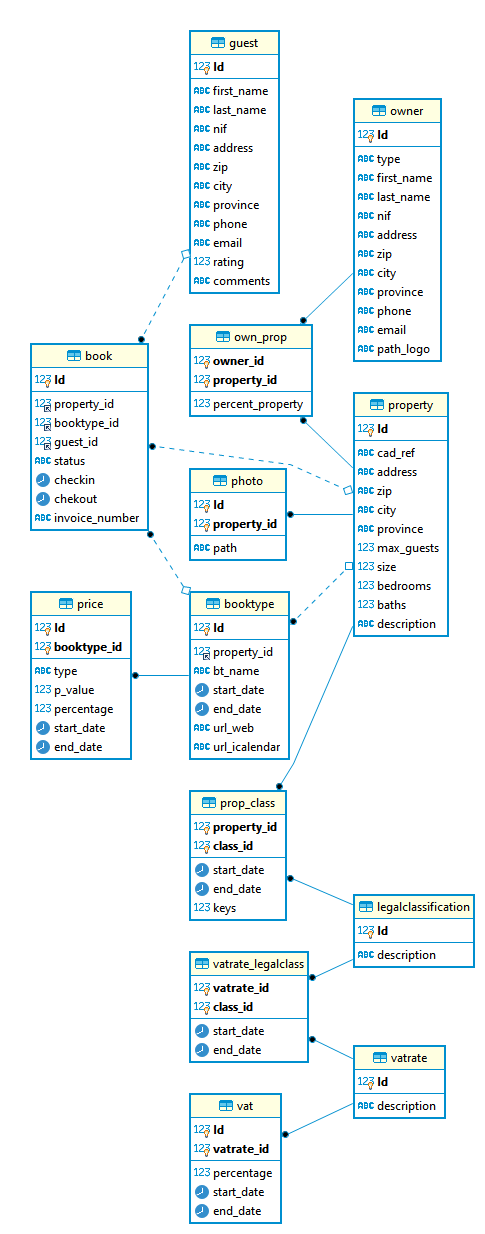 guest
123 Id
ABC first_name
ABC last_name
ABC nif
ABC address
ABC zip
ABC city
ABC province
ABC phone
ABC email
123 rating
ABC comments
owner
123 Id
ABC type
ABC first_name
ABC last_name
ABC nif
ABC address
ABC zip
ABC city
ABC province
ABC phone
ABC email
ABC path_logo
own_prop
123 owner_id
123 property_id
123 percent_property
book
123 Id
123 property_id
123 booktype_id
123 guest_id
ABC status
checkin
chekout
ABC invoice_number
property
123 Id
ABC cad_ref
ABC address
ABC zip
ABC city
ABC province
123 max_guests
123 size
123 bedrooms
123 baths
ABC description
photo
123 Id
123 property_id
ABC path
price
123 Id
123 booktype_id
ABC type
123 p_value
123 percentage
start_date
end_date
booktype
123 Id
123 property_id
ABC bt_name
start_date
end_date
ABC url_web
ABC url_icalendar
prop_class
123 property_id
123 class_id
start_date
end_date
123 keys
legalclassification
123 Id
ABC description
vatrate_legalclass
123 vatrate_id
123 class_id
start_date
end_date
vatrate
123 Id
ABC description
vat
123 Id
123 vatrate_id
123 percentage
start_date
end_date